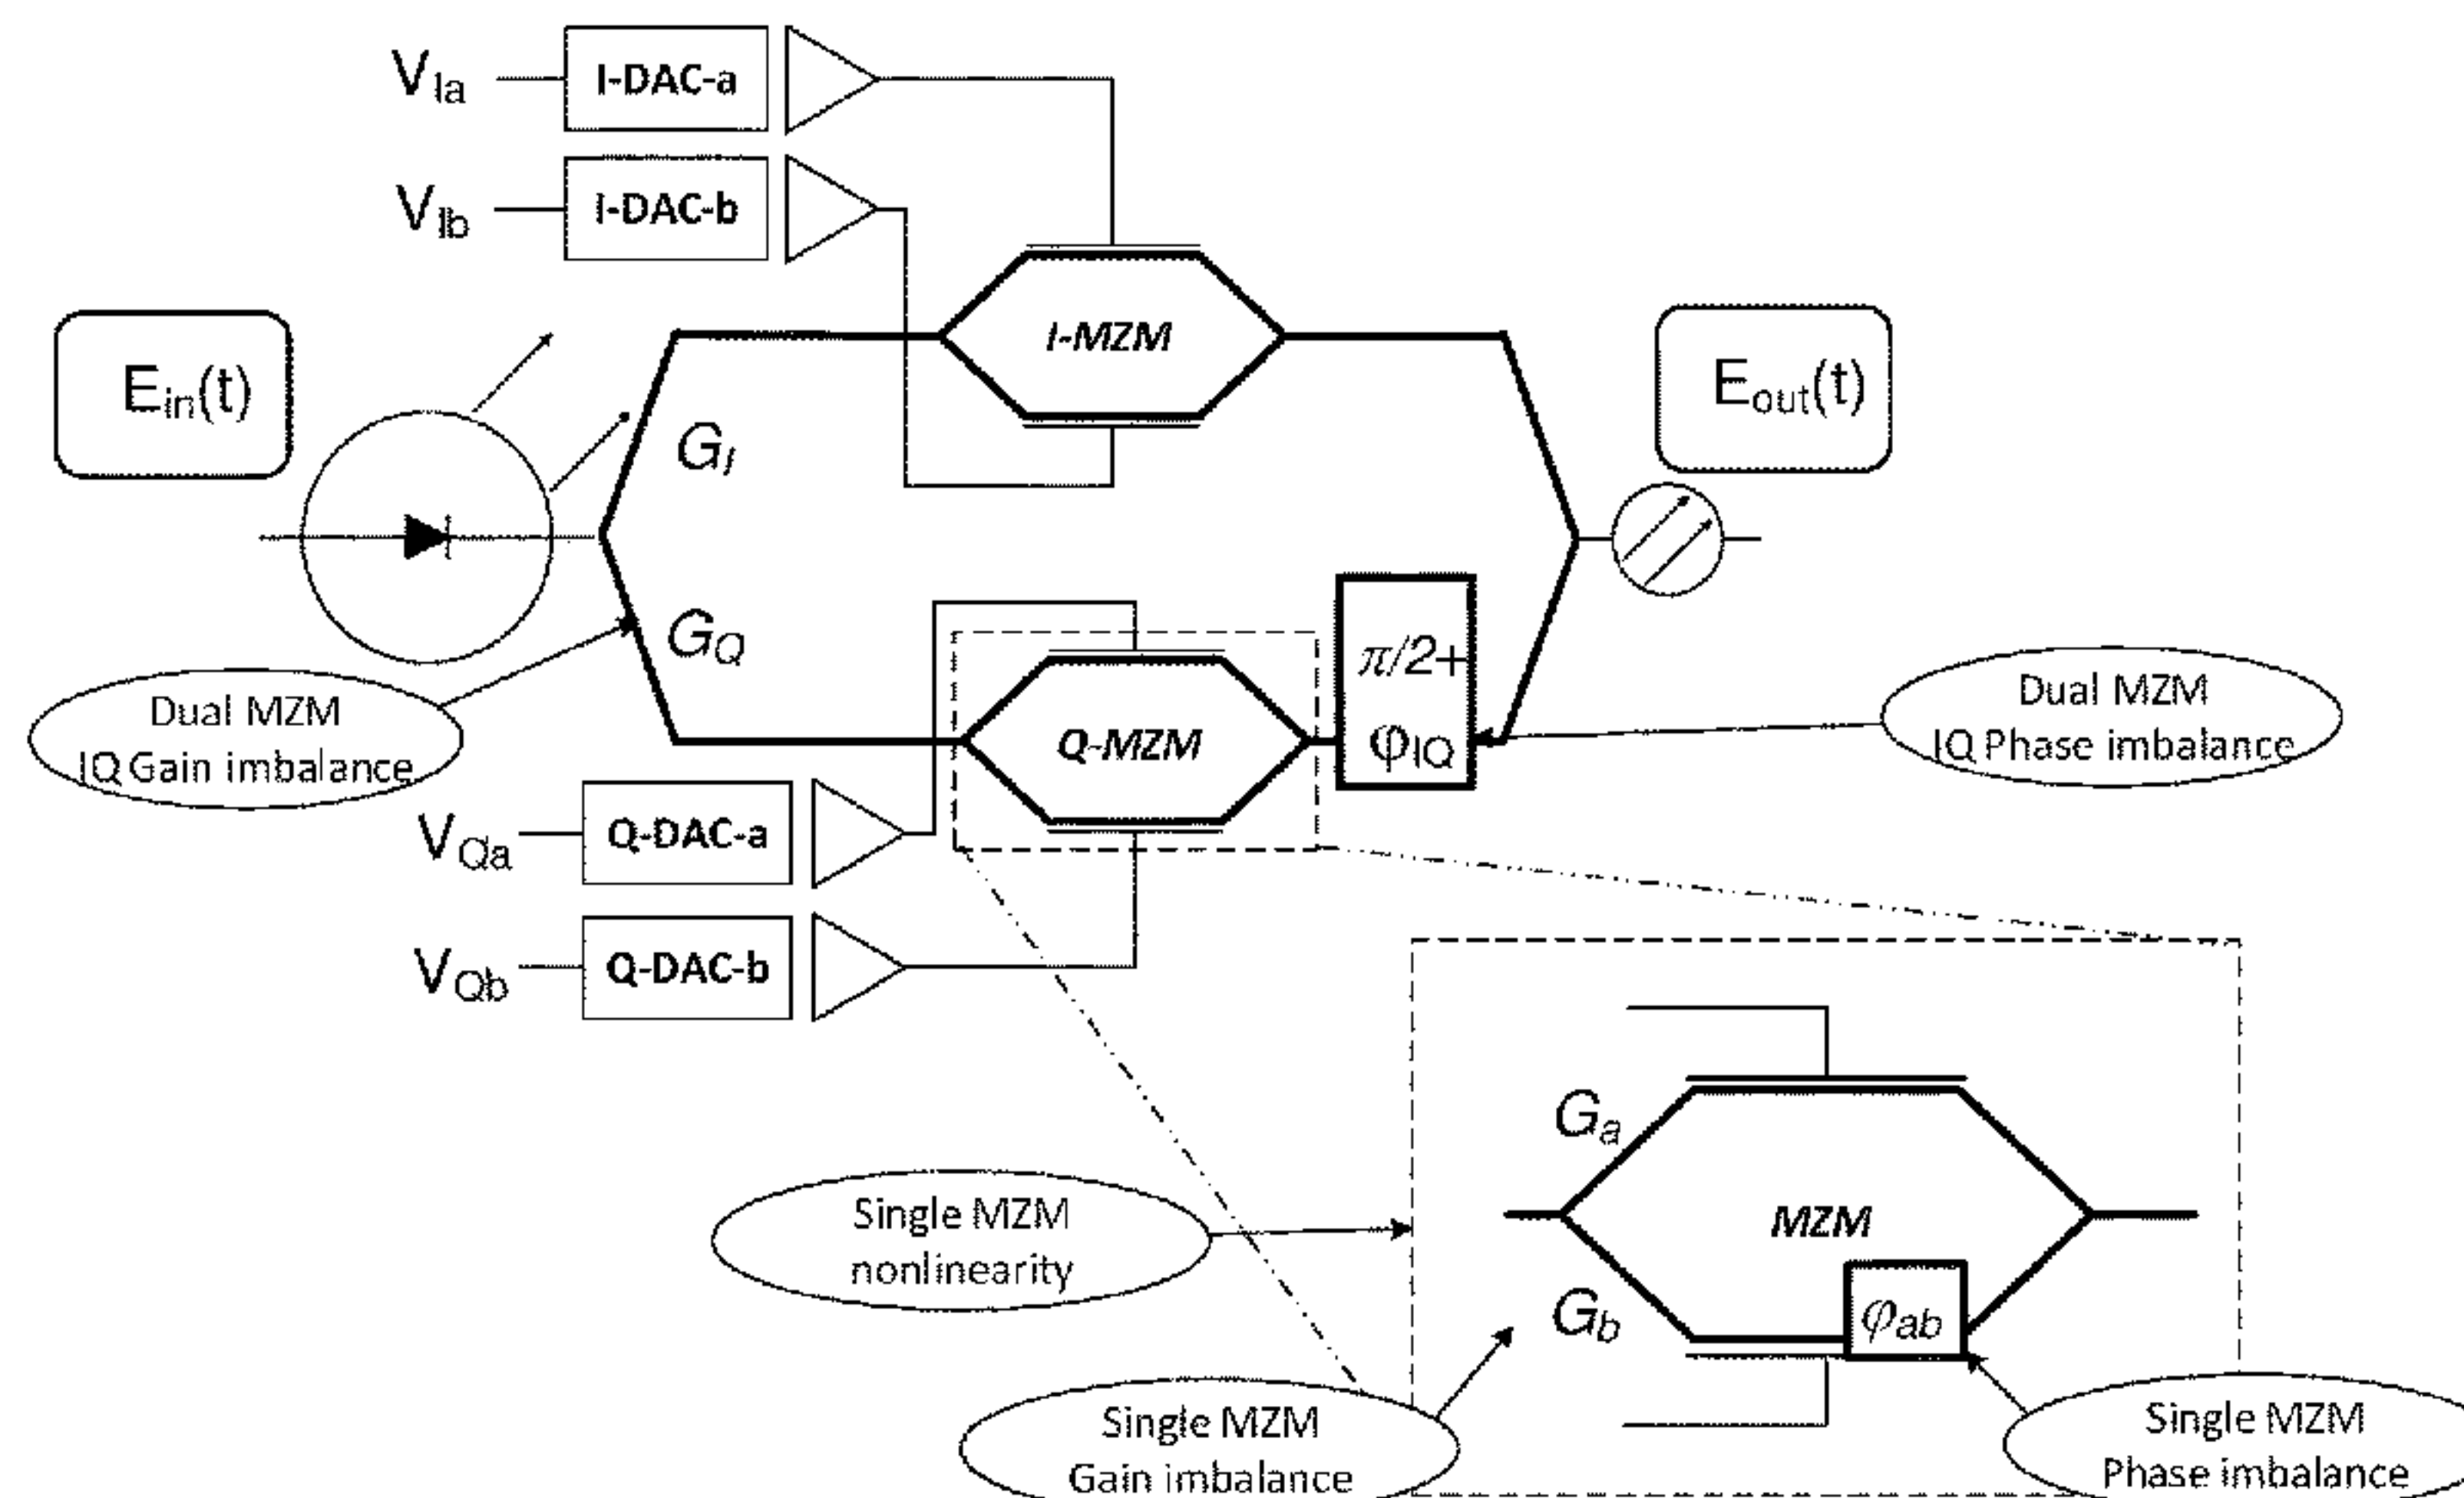 V_Ia
I-DAC-a
V_Ib
I-DAC-b
E_in(t)
I-MZM
E_out(t)
G_I
G_Q
π/2+
φ_IQ
Dual MZM
IQ Gain imbalance
Q-MZM
Dual MZM
IQ Phase imbalance
V_Qa
Q-DAC-a
V_Qb
Q-DAC-b
G_a
Single MZM
nonlinearity
MZM
G_b
φ_ab
Single MZM
Gain imbalance
Single MZM
Phase imbalance